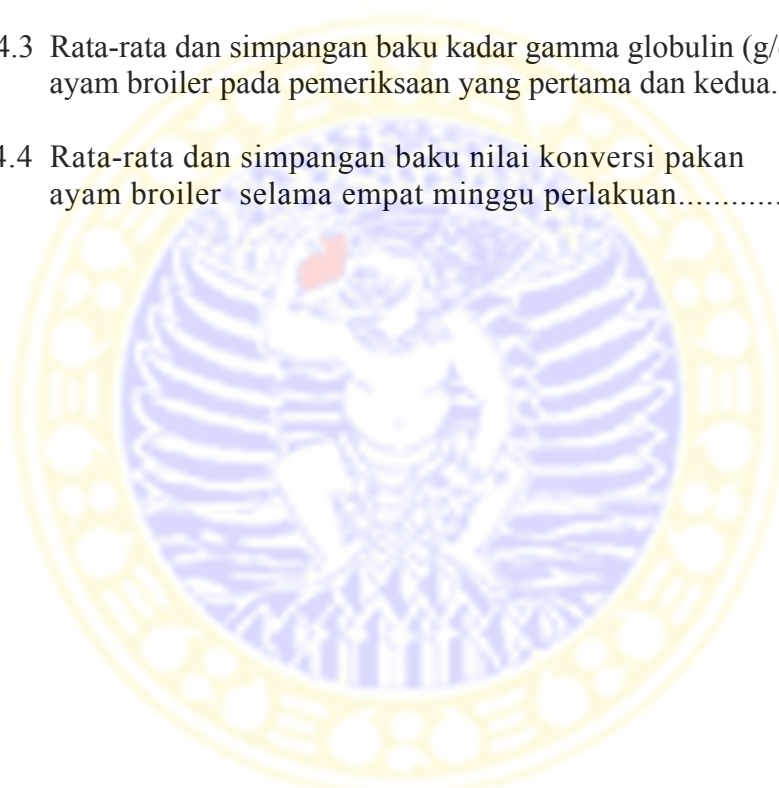 4.3 Rata-rata dan simpangan baku kadar gamma globulin (g/
ayam broiler pada pemeriksaan yang pertama dan kedua.
4.4 Rata-rata dan simpangan baku nilai konversi pakan
ayam broiler selama empat minggu perlakuan............